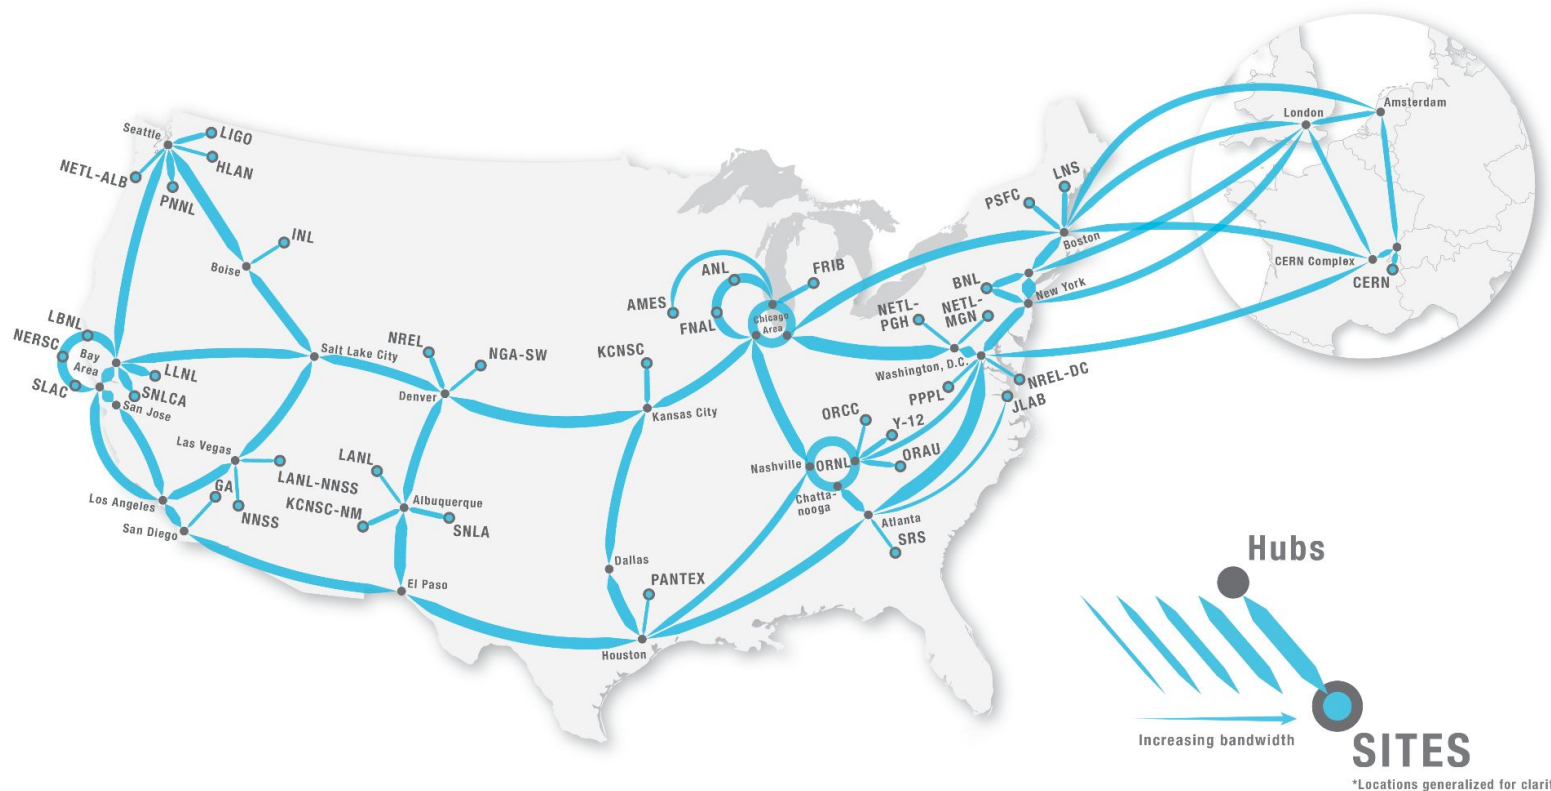 Seattle
LIGO
HLAN
NETL-ALB
PNNL
INL
Boise
LBNL
NERSC
Bay
Area
SLAC
LLNL
SNLCA
San Jose
Salt Lake City
NREL
NGA-SW
Denver
Las Vegas
LANL-NNSS
GA
NNSS
Los Angeles
San Diego
LANL
KCNSC-NM
Albuquerque
SNLA
El Paso
KCNSC
Kansas City
Dallas
PANTEX
Houston
AMES
ANL
FNAL
Chicago
Area
FRIB
Nashville
ORNL
Chatta-
nooga
ORCC
Y-12
ORAU
Atlanta
SRS
NETL-
PGH
NETL-
MGN
Washington, D.C.
PPPL
NREL-DC
JLAB
BNL
New York
PSFC
LNS
Boston
London
Amsterdam
CERN Complex
CERN
Hubs
Increasing bandwidth
SITES
*Locations generalized for clari